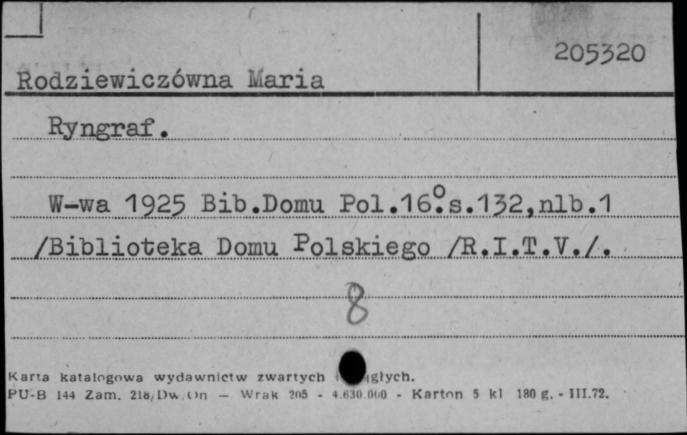 205320
Rodziewiczówna Maria
Ryngraf.
W-wa 1925 Bib.Domu Pol.16°.s.132,nlb.1
/Biblioteka Domu Polskiego /R.I.T.V./.
8
Karta katalogowa wydawnictw zwartych głych.
PU-B 144 Zam. 218/Dw.On — Wrak 205 - 4.630.000 - Karton 5 kl 180 g. - III.72.